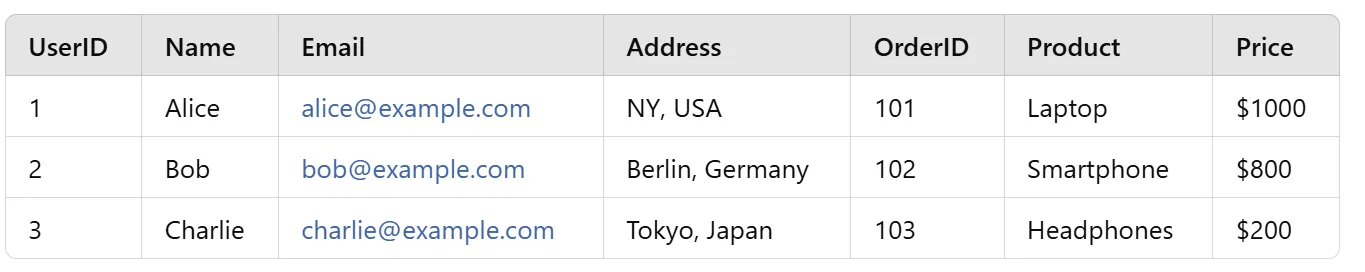 UserID Name Email Address OrderID Product Price
1 Alice alice@example.com NY, USA 101 Laptop $1000
2 Bob bob@example.com Berlin, Germany 102 Smartphone $800
3 Charlie charlie@example.com Tokyo, Japan 103 Headphones $200